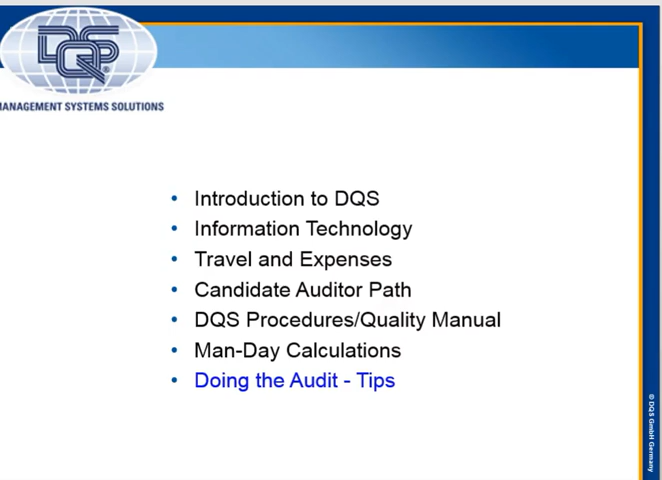 DQS
MANAGEMENT SYSTEMS SOLUTIONS
• Introduction to DQS
• Information Technology
• Travel and Expenses
• Candidate Auditor Path
• DQS Procedures/Quality Manual
• Man-Day Calculations
• Doing the Audit - Tips
© DQS GmbH Germany